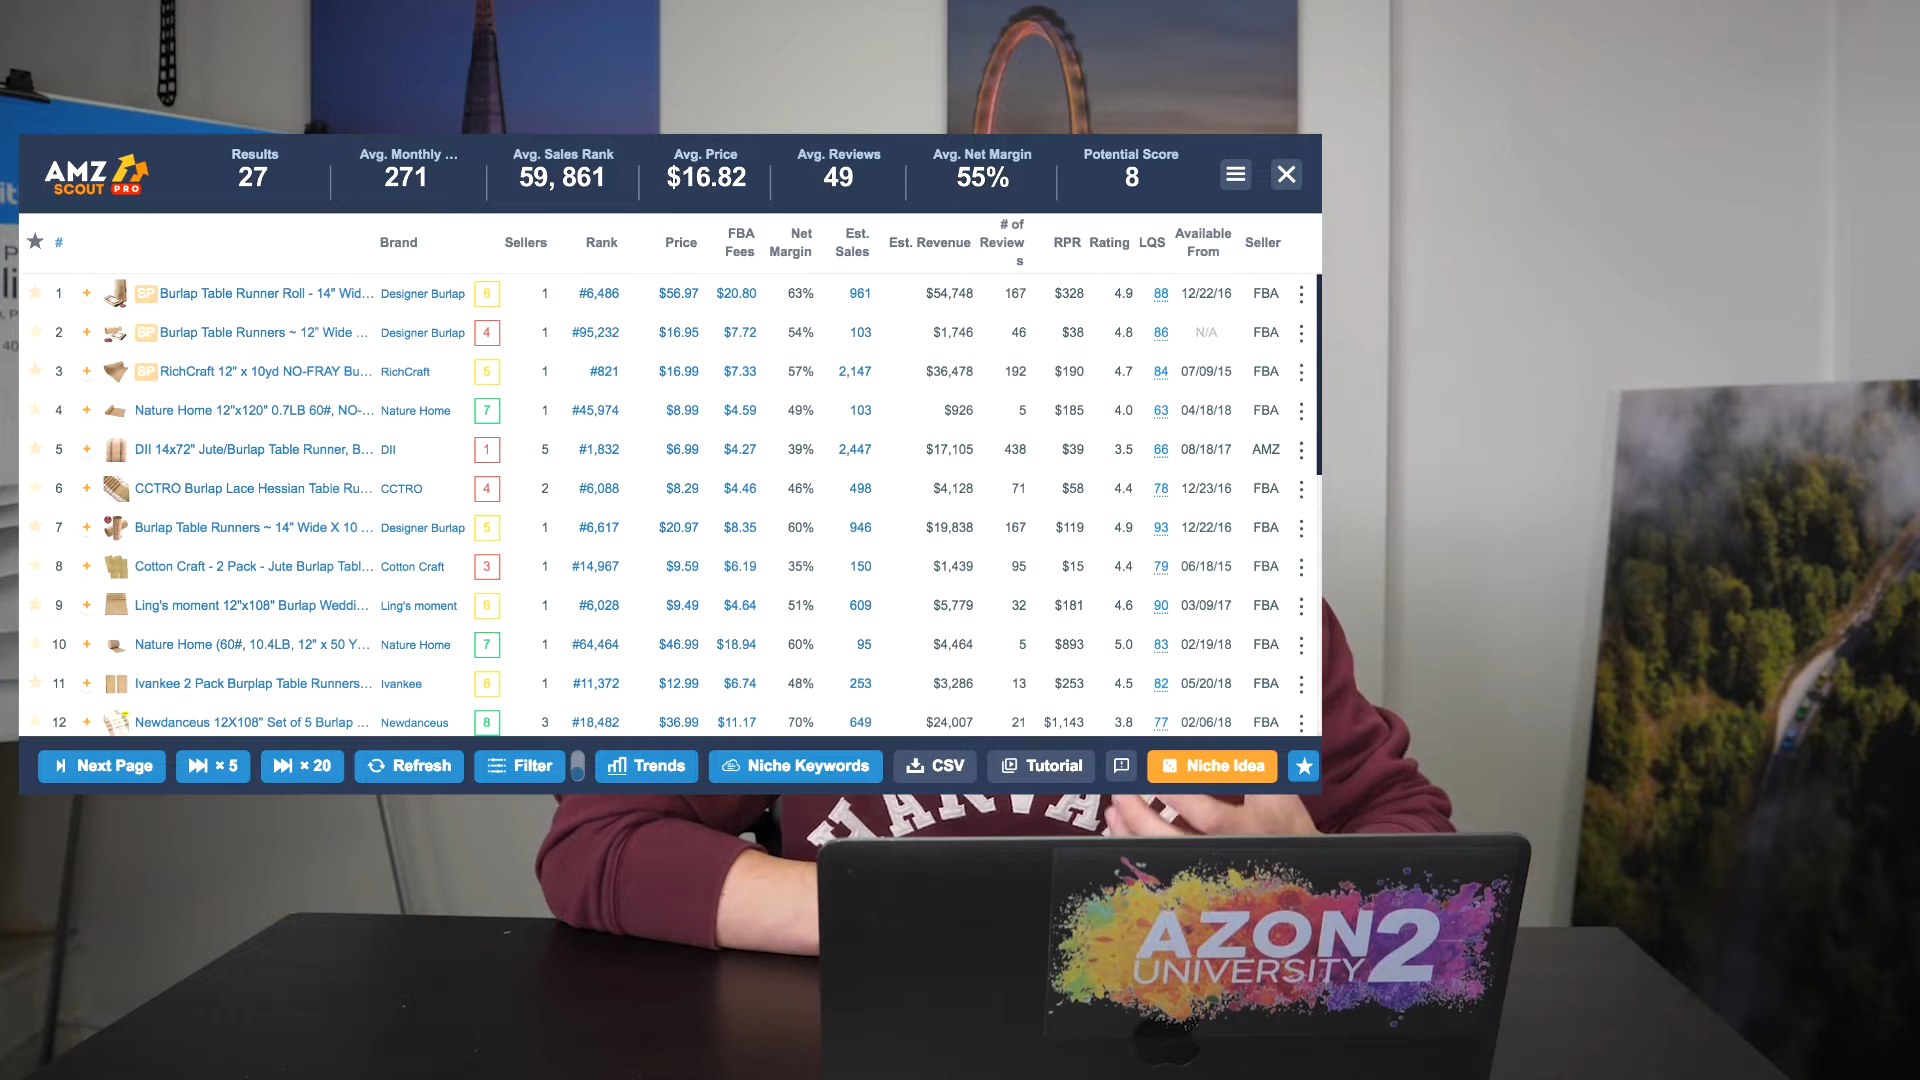 AMZ
SCOUT PRO
Results
27
Avg. Monthly ...
271
Avg. Sales Rank
59, 861
Avg. Price
$16.82
Avg. Reviews
49
Avg. Net Margin
55%
Potential Score
8
# Brand Sellers Rank Price FBA Fees Net Margin Est. Sales Est. Revenue # of Reviews RPR Rating LQS Available From Seller
1 + SP Burlap Table Runner Roll - 14" Wid... Designer Burlap 6 1 #6,486 $56.97 $20.80 63% 961 $54,748 167 $328 4.9 88 12/22/16 FBA
2 + SP Burlap Table Runners ~ 12" Wide ... Designer Burlap 4 1 #95,232 $16.95 $7.72 54% 103 $1,746 46 $38 4.8 86 N/A FBA
3 + SP RichCraft 12" x 10yd NO-FRAY Bu... RichCraft 5 1 #821 $16.99 $7.33 57% 2,147 $36,478 192 $190 4.7 84 07/09/15 FBA
4 + Nature Home 12"x120" 0.7LB 60#, NO-... Nature Home 7 1 #45,974 $8.99 $4.59 49% 103 $926 5 $185 4.0 63 04/18/18 FBA
5 + DII 14x72" Jute/Burlap Table Runner, B... DII 1 5 #1,832 $6.99 $4.27 39% 2,447 $17,105 438 $39 3.5 66 08/18/17 AMZ
6 + CCTRO Burlap Lace Hessian Table Ru... CCTRO 4 2 #6,088 $8.29 $4.46 46% 498 $4,128 71 $58 4.4 78 12/23/16 FBA
7 + Burlap Table Runners ~ 14" Wide X 10 ... Designer Burlap 5 1 #6,617 $20.97 $8.35 60% 946 $19,838 167 $119 4.9 93 12/22/16 FBA
8 + Cotton Craft - 2 Pack - Jute Burlap Tabl... Cotton Craft 3 1 #14,967 $9.59 $6.19 35% 150 $1,439 95 $15 4.4 79 06/18/15 FBA
9 + Ling's moment 12"x108" Burlap Weddi... Ling's moment 6 1 #6,028 $9.49 $4.64 51% 609 $5,779 32 $181 4.6 90 03/09/17 FBA
10 + Nature Home (60#, 10.4LB, 12" x 50 Y... Nature Home 7 1 #64,464 $46.99 $18.94 60% 95 $4,464 5 $893 5.0 83 02/19/18 FBA
11 + Ivankee 2 Pack Burplap Table Runners... Ivankee 6 1 #11,372 $12.99 $6.74 48% 253 $3,286 13 $253 4.5 82 05/20/18 FBA
12 + Newdanceus 12X108" Set of 5 Burlap ... Newdanceus 8 3 #18,482 $36.99 $11.17 70% 649 $24,007 21 $1,143 3.8 77 02/06/18 FBA
Next Page × 5 × 20 Refresh Filter Trends Niche Keywords CSV Tutorial Niche Idea
HARVA
AZON 2
UNIVERSITY